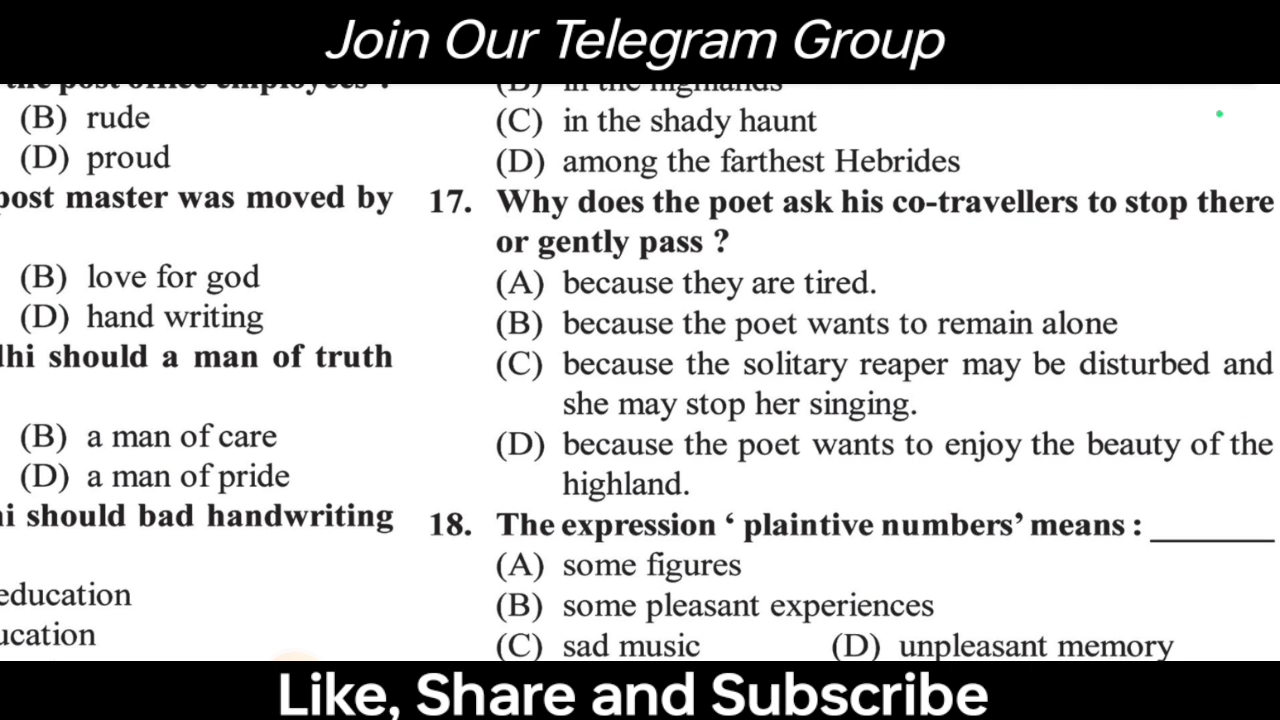 Join Our Telegram Group
the post office employees ?
(B) rude
(D) proud
post master was moved by
(B) love for god
(D) hand writing
should a man of truth
(B) a man of care
(D) a man of pride
should bad handwriting
education
(B) in the highlands
(C) in the shady haunt
(D) among the farthest Hebrides
17. Why does the poet ask his co-travellers to stop there
or gently pass ?
(A) because they are tired.
(B) because the poet wants to remain alone
(C) because the solitary reaper may be disturbed and
she may stop her singing.
(D) because the poet wants to enjoy the beauty of the
highland.
18. The expression ‘ plaintive numbers’ means : ________
(A) some figures
(B) some pleasant experiences
(C) sad music (D) unpleasant memory
Like, Share and Subscribe